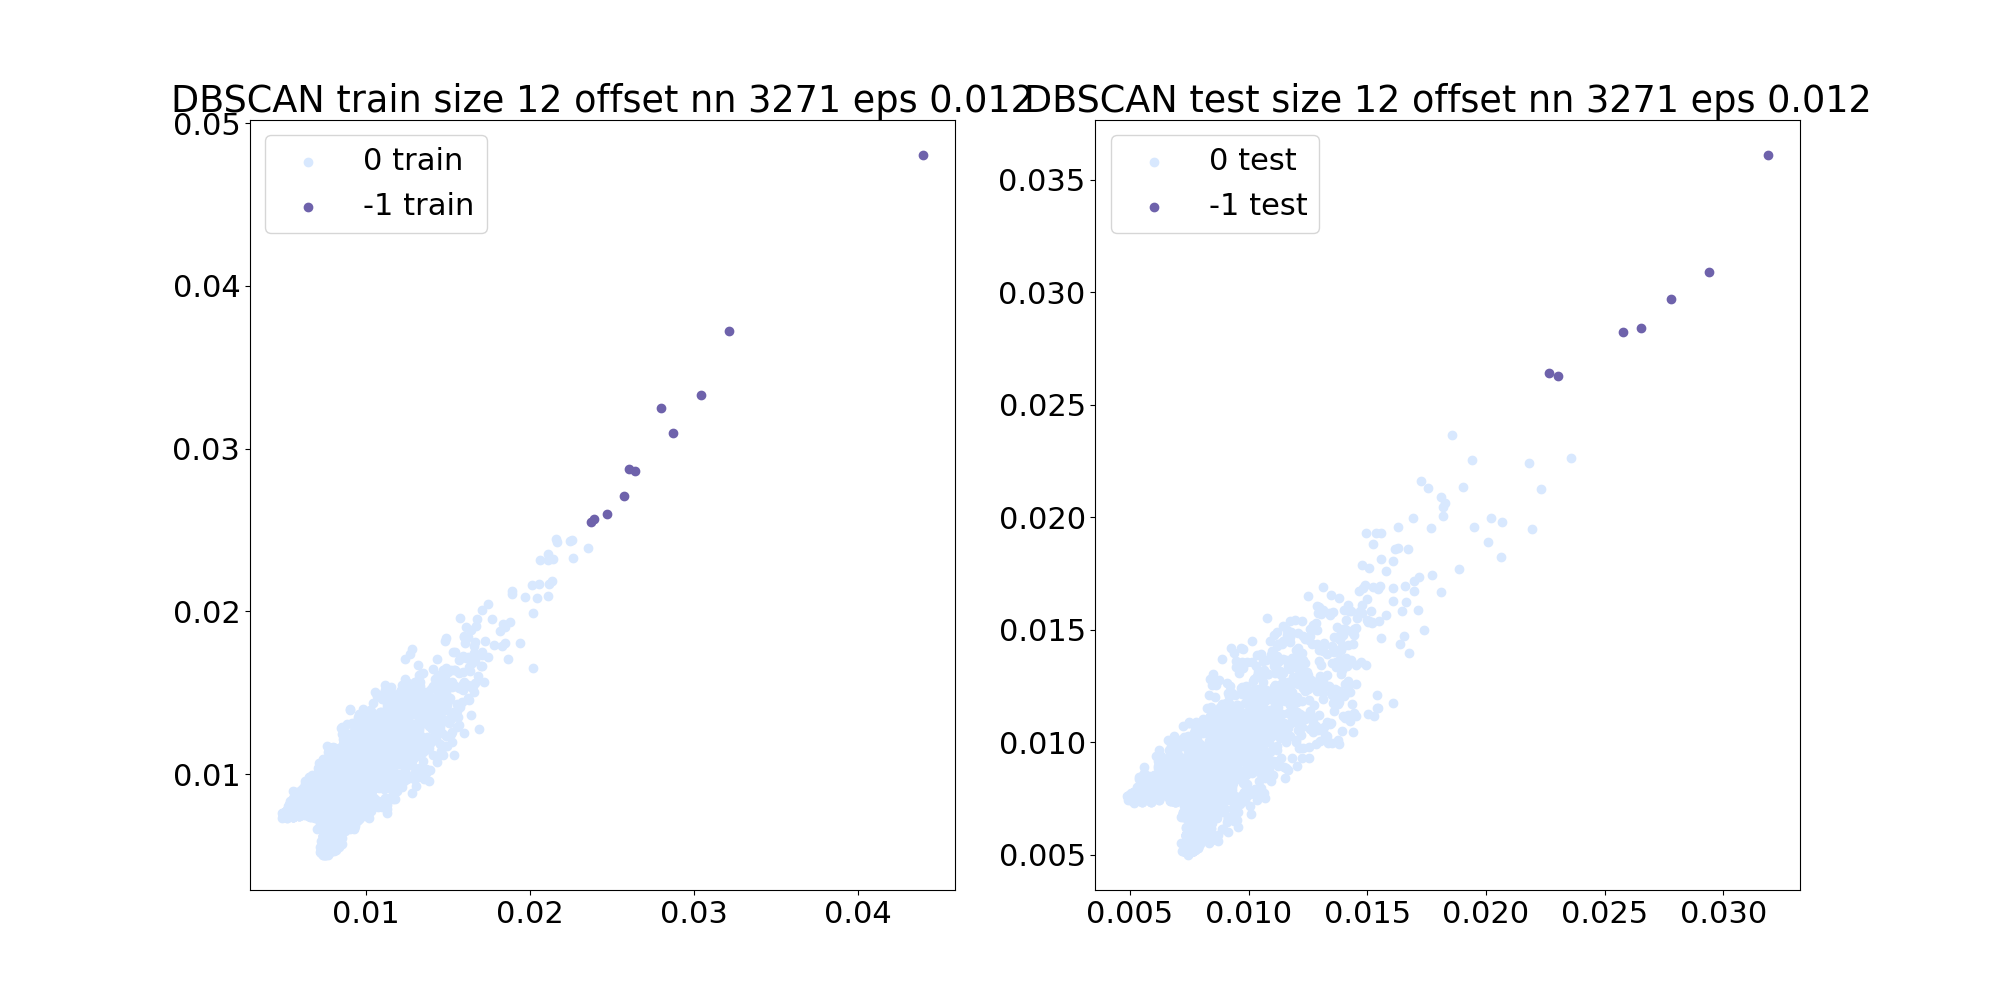 DBSCAN train size 12 offset nn 3271 eps 0.012
0 train
-1 train
0.05
0.04
0.03
0.02
0.01
0.01 0.02 0.03 0.04
DBSCAN test size 12 offset nn 3271 eps 0.012
0 test
-1 test
0.035
0.030
0.025
0.020
0.015
0.010
0.005
0.005 0.010 0.015 0.020 0.025 0.030